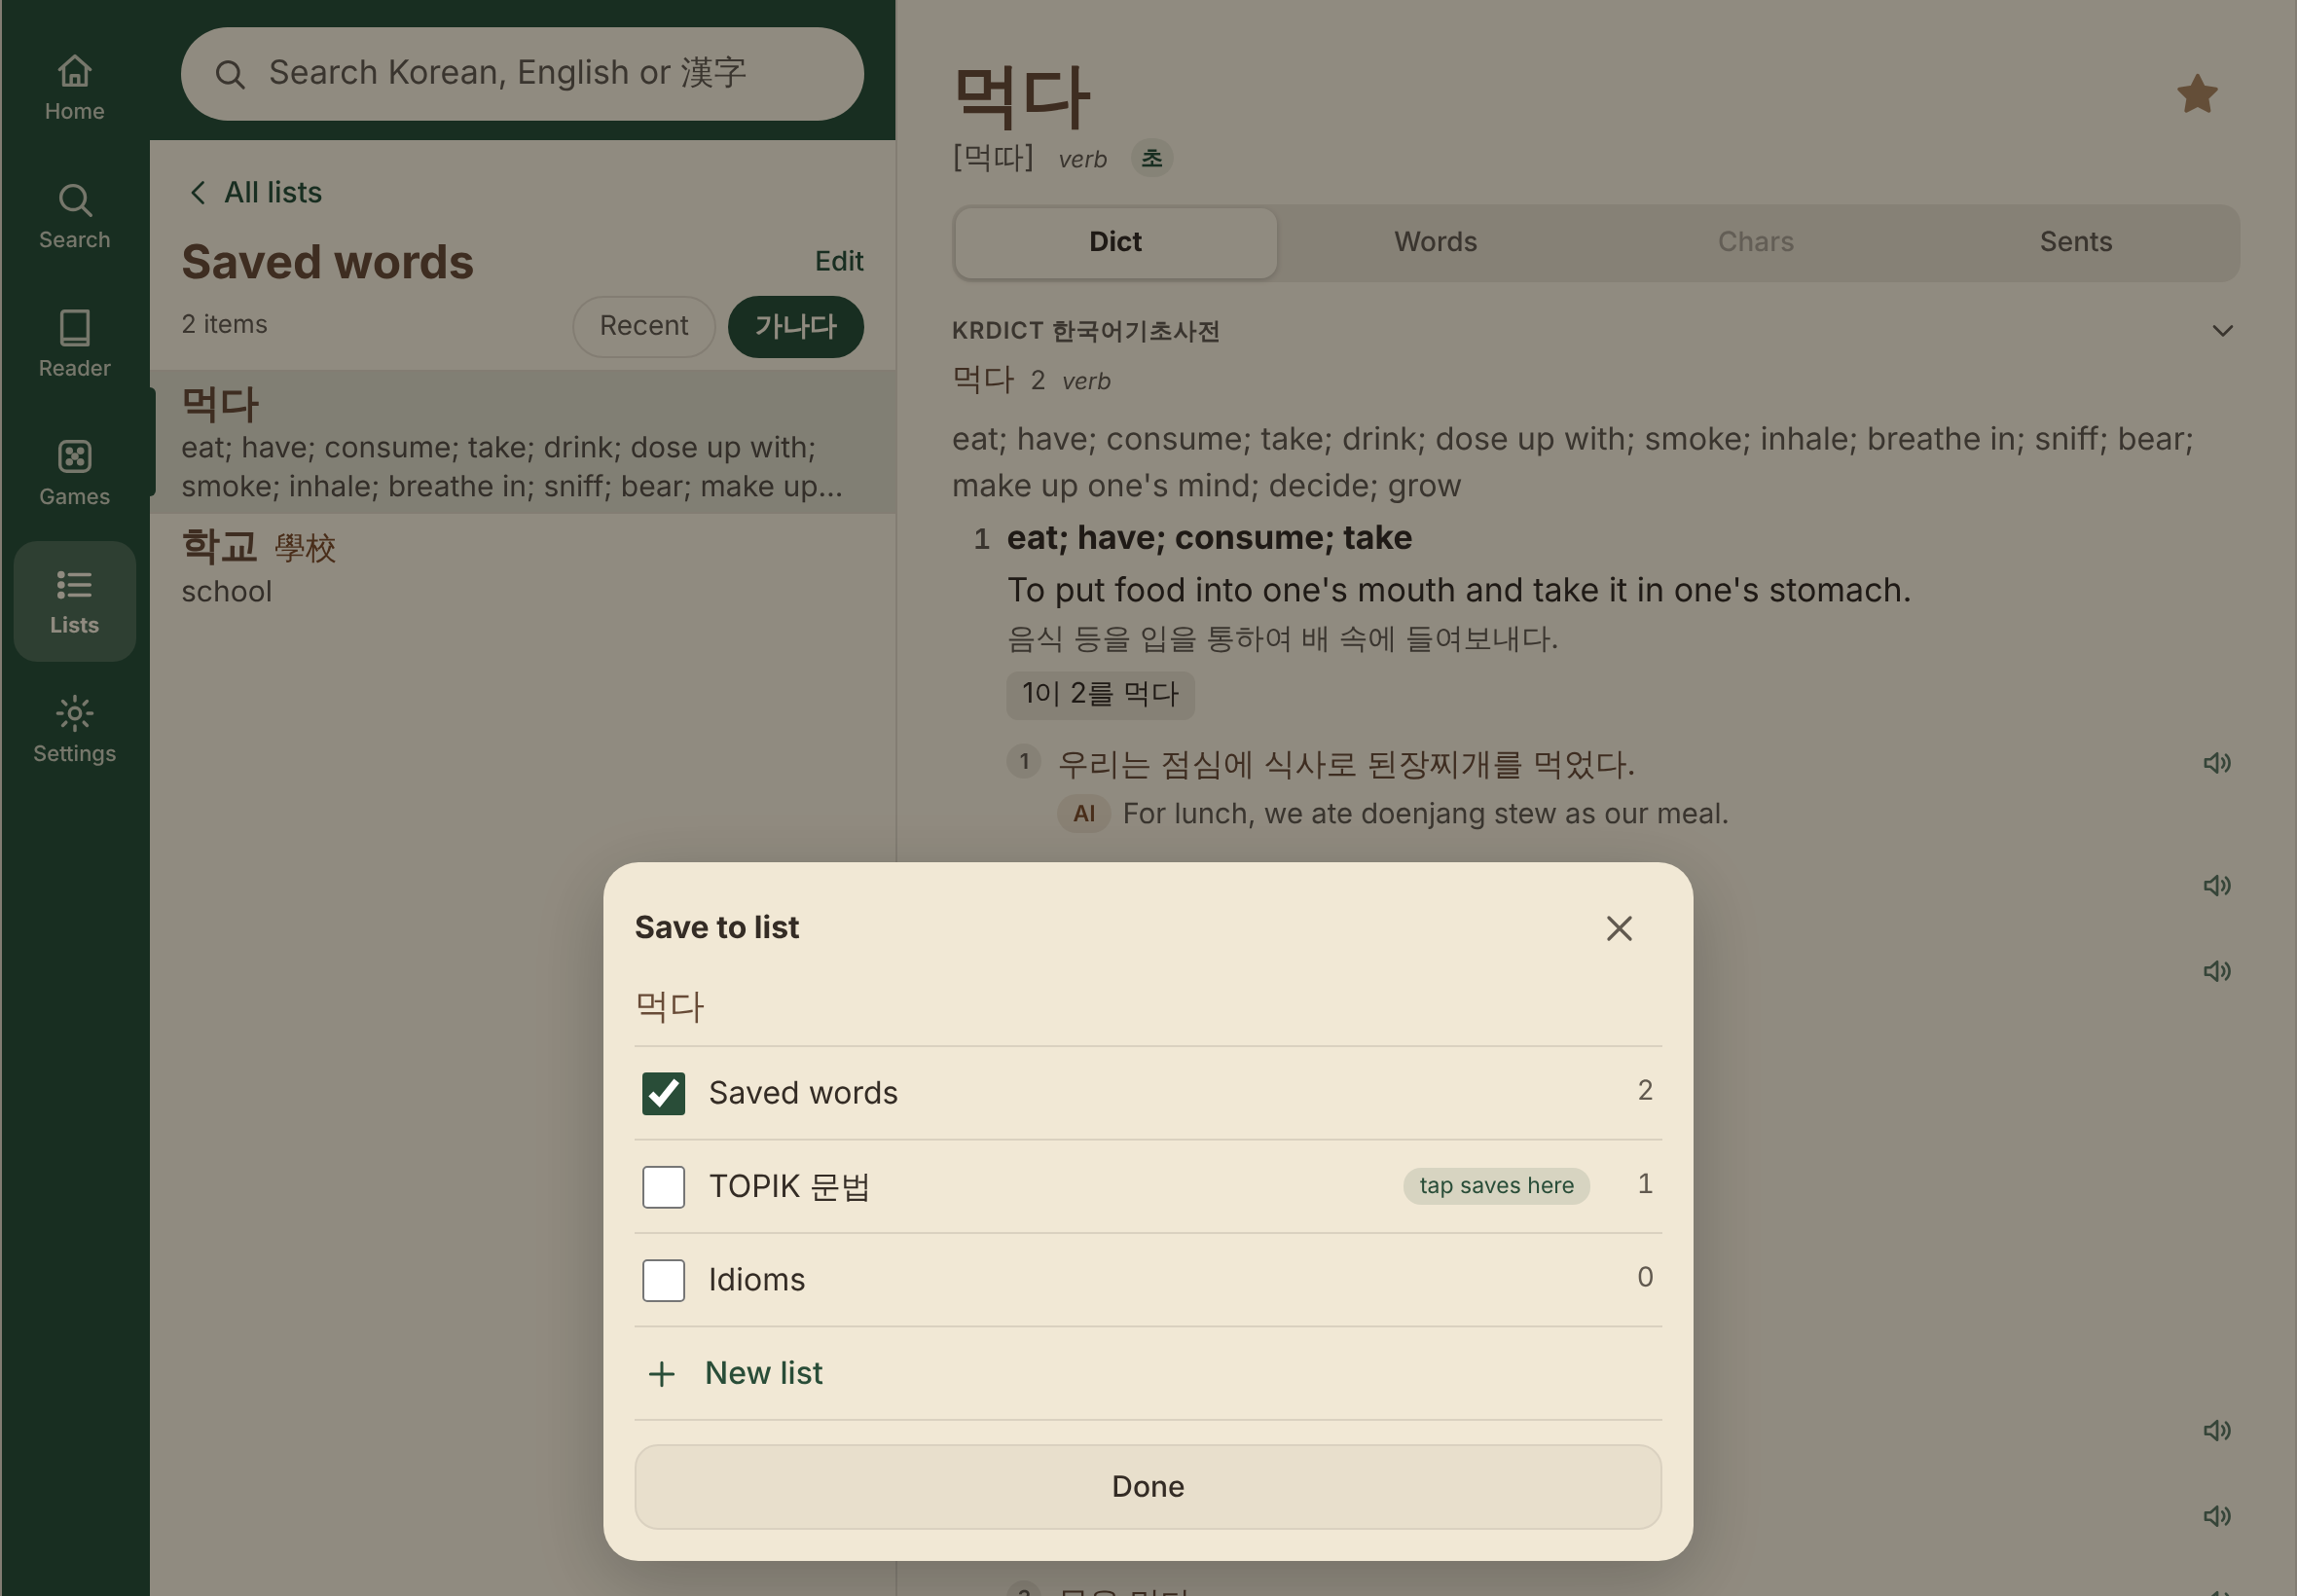 Home
Search
Reader
Games
Lists
Settings
Search Korean, English or 漢字
All lists
Saved words
Edit
2 items
Recent
가나다
먹다
eat; have; consume; take; drink; dose up with;
smoke; inhale; breathe in; sniff; bear; make up...
학교 學校
school
먹다
[먹따] verb 초
Dict
Words
Chars
Sents
KRDICT 한국어기초사전
먹다 2 verb
eat; have; consume; take; drink; dose up with; smoke; inhale; breathe in; sniff; bear;
make up one's mind; decide; grow
1 eat; have; consume; take
To put food into one's mouth and take it in one's stomach.
음식 등을 입을 통하여 배 속에 들여보내다.
1이 2를 먹다
1 우리는 점심에 식사로 된장찌개를 먹었다.
AI For lunch, we ate doenjang stew as our meal.
Save to list
먹다
Saved words 2
TOPIK 문법 tap saves here 1
Idioms 0
New list
Done